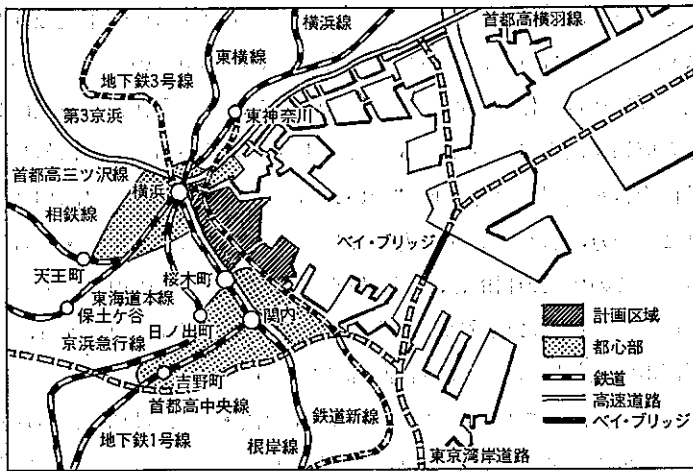 首都高横羽線
横浜線
東横線
地下鉄3号線
第3京浜
東神奈川
首都高三ツ沢線
横浜
相鉄線
ベイ・ブリッジ
天王町
桜木町
東海道本線
保土ケ谷
日ノ出町
関内
京浜急行線
吉野町
首都高中央線
鉄道新線
地下鉄1号線
根岸線
東京湾岸道路
計画区域
都心部
鉄道
高速道路
ベイ・ブリッジ